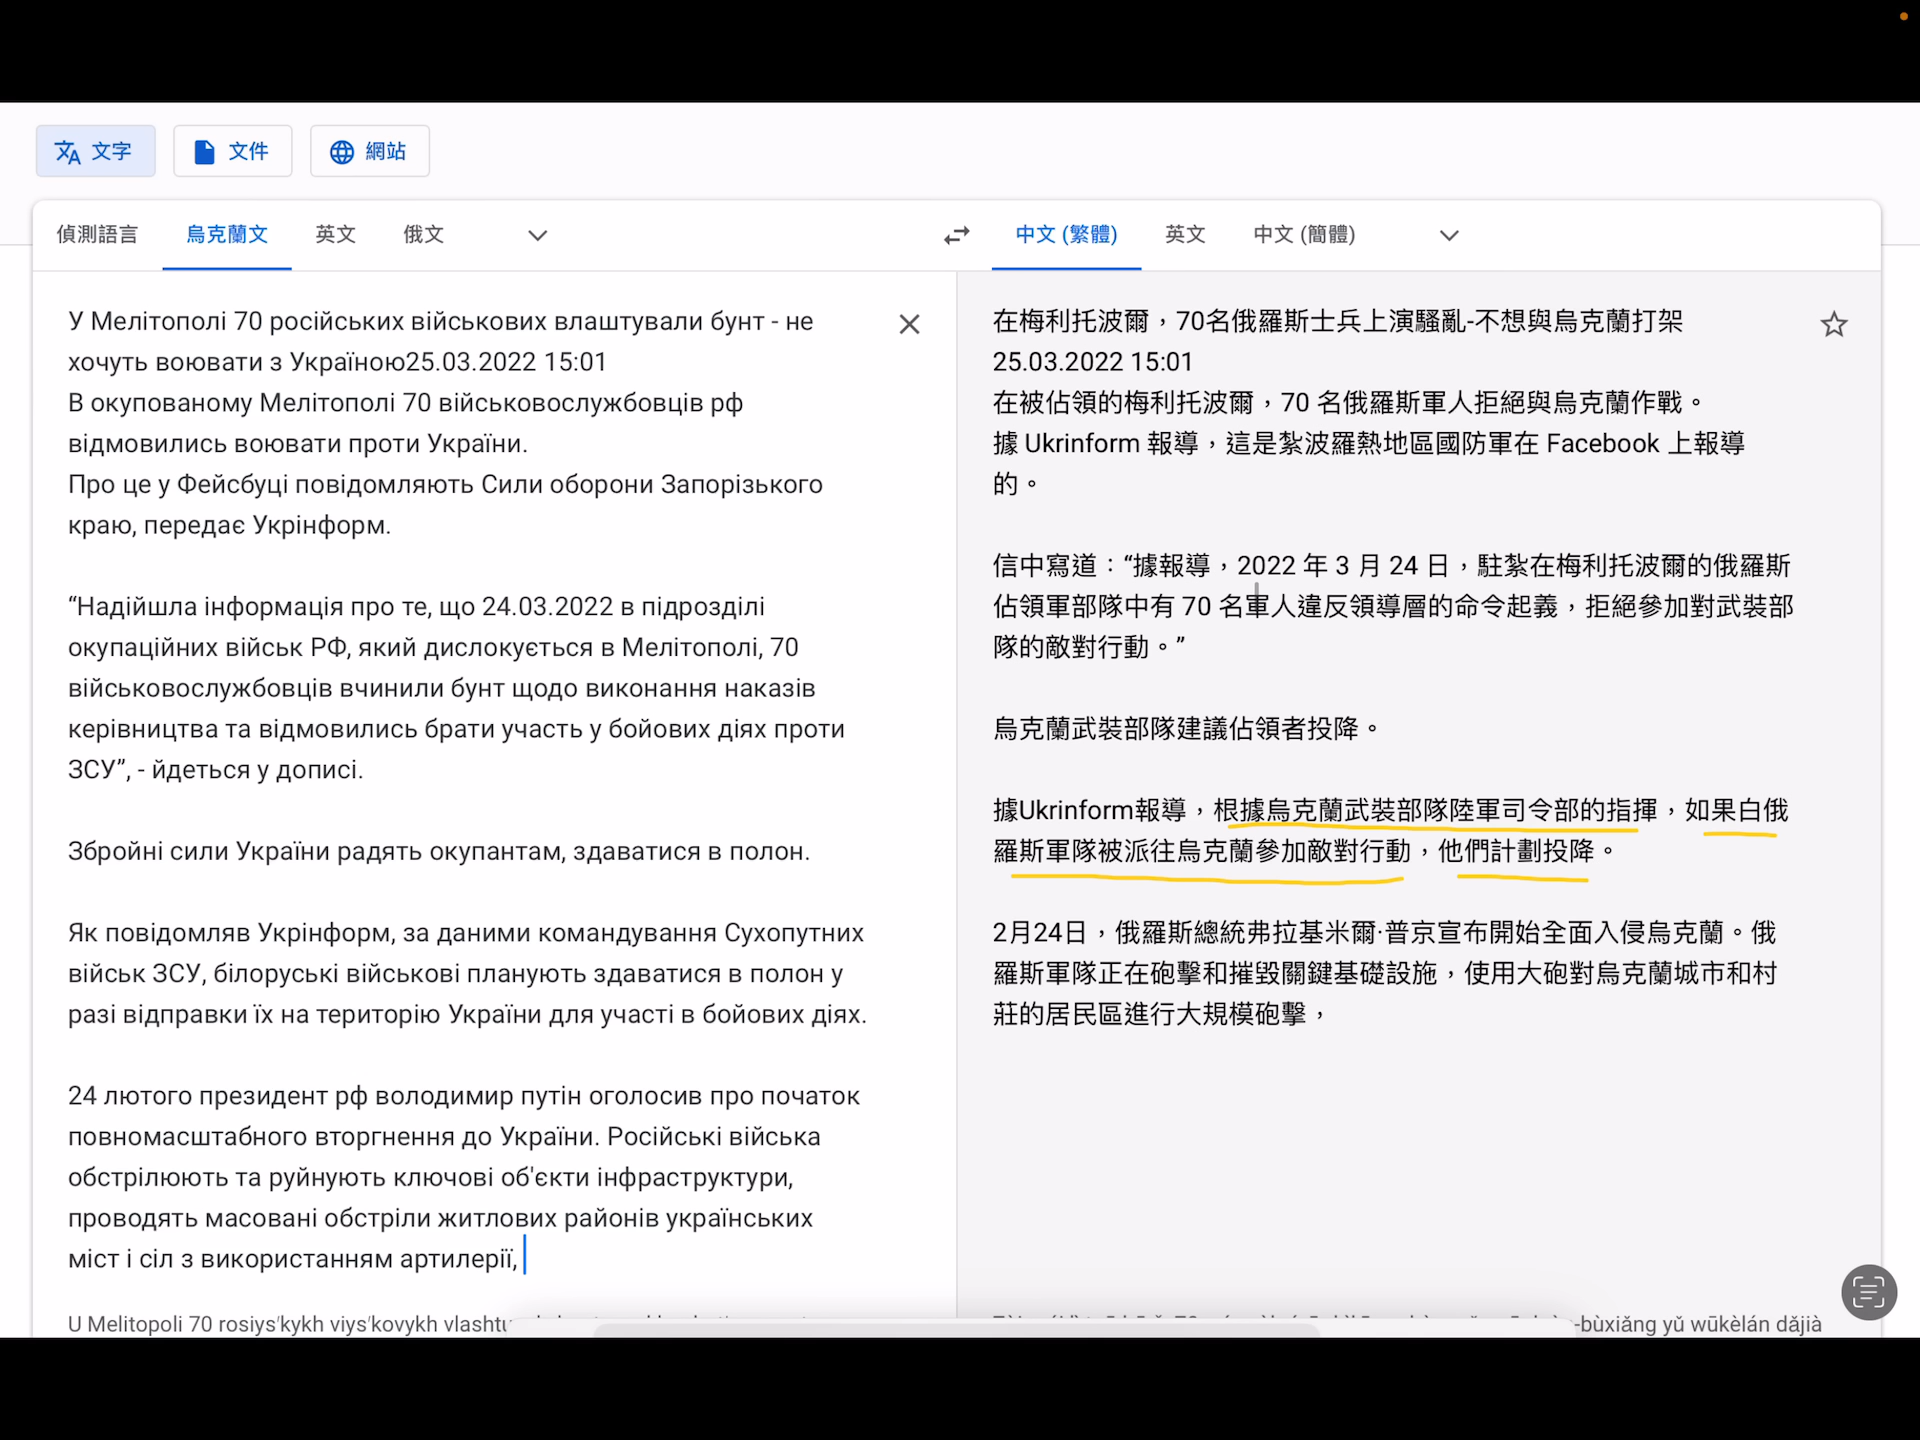 文字
文件
網站
偵測語言 烏克蘭文 英文 俄文
中文 (繁體) 英文 中文 (簡體)
У Мелітополі 70 російських військових влаштували бунт - не
хочуть воювати з Україною25.03.2022 15:01
В окупованому Мелітополі 70 військовослужбовців рф
відмовились воювати проти України.
Про це у Фейсбуці повідомляють Сили оборони Запорізького
краю, передає Укрінформ.
“Надійшла інформація про те, що 24.03.2022 в підрозділі
окупаційних військ РФ, який дислокується в Мелітополі, 70
військовослужбовців вчинили бунт щодо виконання наказів
керівництва та відмовились брати участь у бойових діях проти
ЗСУ”, - йдеться у дописі.
Збройні сили України радять окупантам, здаватися в полон.
Як повідомляв Укрінформ, за даними командування Сухопутних
військ ЗСУ, білоруські військові планують здаватися в полон у
разі відправки їх на територію України для участі в бойових діях.
24 лютого президент рф володимир путін оголосив про початок
повномасштабного вторгнення до України. Російські війська
обстрілюють та руйнують ключові об'єкти інфраструктури,
проводять масовані обстріли житлових районів українських
міст і сіл з використанням артилерії,
U Melitopoli 70 rosiysʹkykh viysʹkovykh
在梅利托波爾，70名俄羅斯士兵上演騷亂-不想與烏克蘭打架
25.03.2022 15:01
在被佔領的梅利托波爾，70 名俄羅斯軍人拒絕與烏克蘭作戰。
據 Ukrinform 報導，這是紮波羅熱地區國防軍在 Facebook 上報導
的。
信中寫道：“據報導，2022 年 3 月 24 日，駐紮在梅利托波爾的俄羅斯
佔領軍部隊中有 70 名軍人違反領導層的命令起義，拒絕參加對武裝部
隊的敵對行動。”
烏克蘭武裝部隊建議佔領者投降。
據Ukrinform報導，根據烏克蘭武裝部隊陸軍司令部的指揮，如果白俄
羅斯軍隊被派往烏克蘭參加敵對行動，他們計劃投降。
2月24日，俄羅斯總統弗拉基米爾·普京宣布開始全面入侵烏克蘭。俄
羅斯軍隊正在砲擊和摧毀關鍵基礎設施，使用大砲對烏克蘭城市和村
莊的居民區進行大規模砲擊，
-bùxiǎng yǔ wūkèlán dǎjià